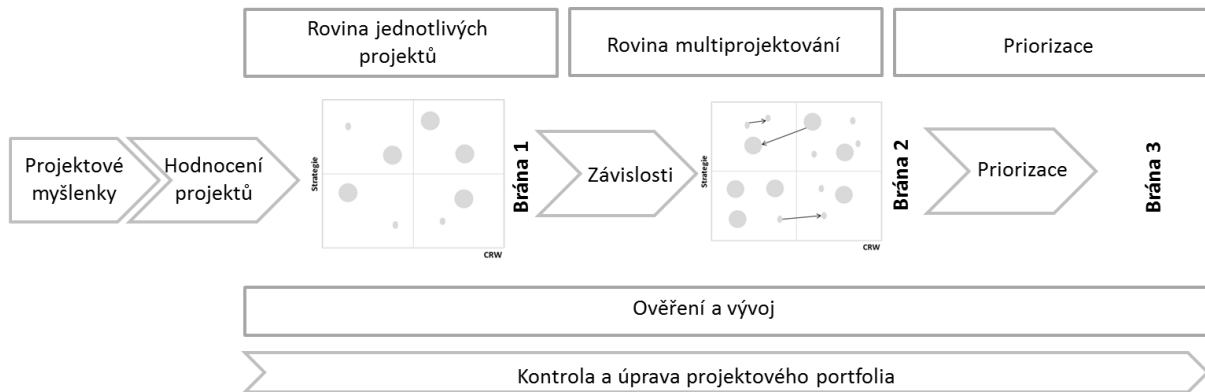 Rovina jednotlivých
projektů
Rovina multiprojektování
Priorizace
Projektové
myšlenky
Hodnocení
projektů
Strategie
CRW
Brána 1
Závislosti
Strategie
CRW
Brána 2
Priorizace
Brána 3
Ověření a vývoj
Kontrola a úprava projektového portfolia